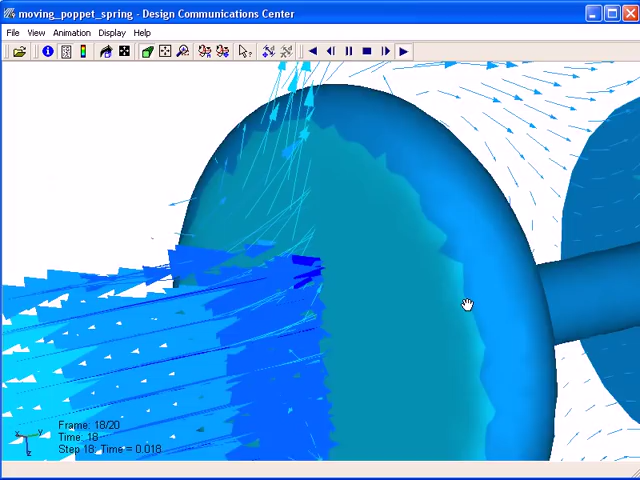 moving_poppet_spring - Design Communications Center
File View Animation Display Help
Frame: 18/20
Time: 18
Step 18: Time = 0.018
x y
z